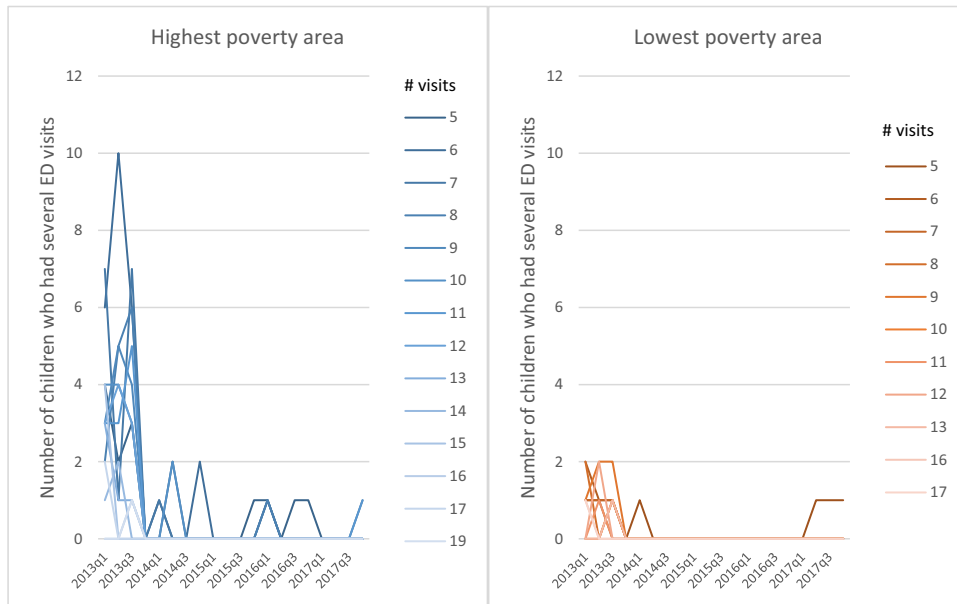 Highest poverty area
Number of children who had several ED visits
12
10
8
6
4
2
0
2013q1
2013q3
2014q1
2014q3
2015q1
2015q3
2016q1
2016q3
2017q1
2017q3
# visits
5
6
7
8
9
10
11
12
13
14
15
16
17
19
Lowest poverty area
Number of children who had several ED visits
12
10
8
6
4
2
0
2013q1
2013q3
2014q1
2014q3
2015q1
2015q3
2016q1
2016q3
2017q1
2017q3
# visits
5
6
7
8
9
10
11
12
13
16
17